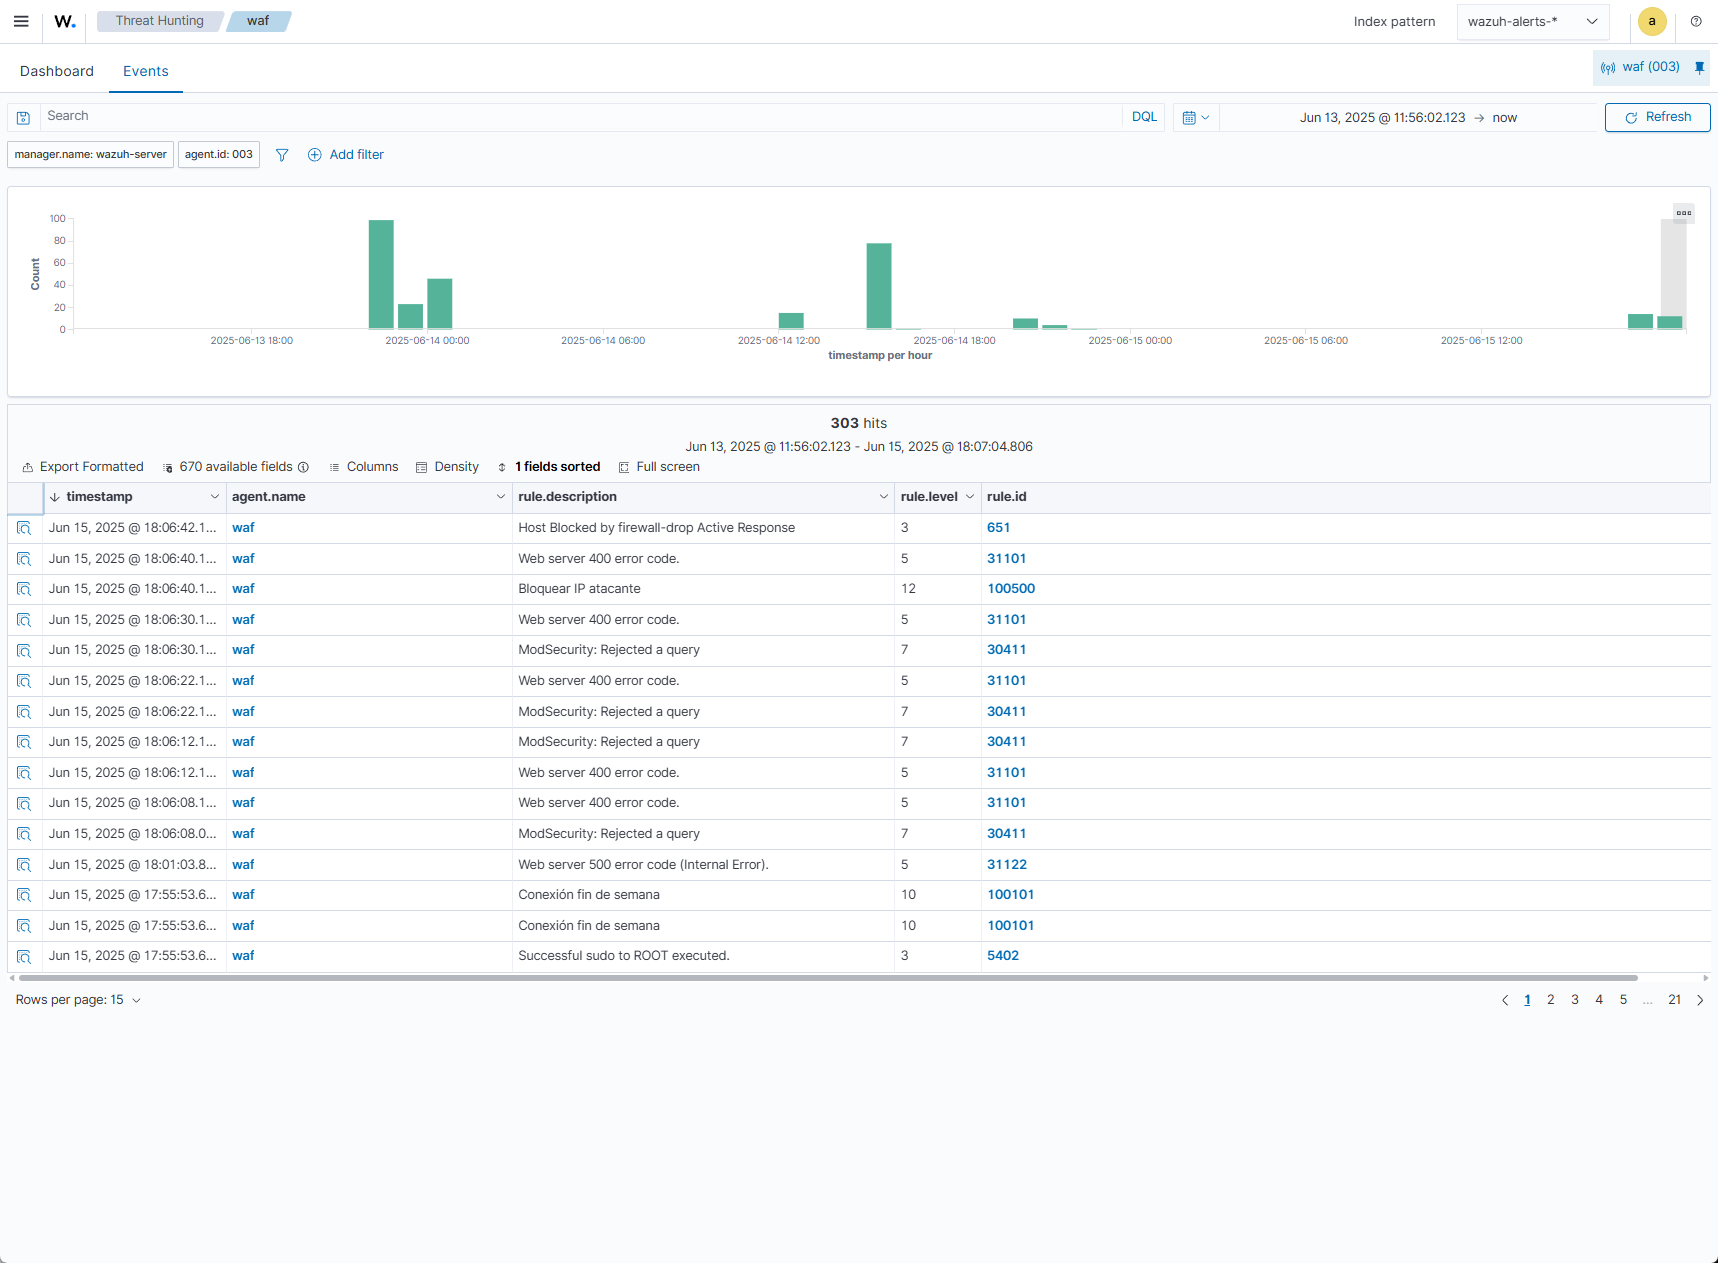 W.
Threat Hunting
waf
Index pattern
wazuh-alerts-*
a
Dashboard
Events
waf (003)
Search
DQL
Jun 13, 2025 @ 11:56:02.123 → now
Refresh
manager.name: wazuh-server
agent.id: 003
Add filter
100
80
60
40
20
0
Count
2025-06-13 18:00
2025-06-14 00:00
2025-06-14 06:00
2025-06-14 12:00
2025-06-14 18:00
2025-06-15 00:00
2025-06-15 06:00
2025-06-15 12:00
timestamp per hour
303 hits
Jun 13, 2025 @ 11:56:02.123 - Jun 15, 2025 @ 18:07:04.806
Export Formatted
670 available fields
Columns
Density
1 fields sorted
Full screen
timestamp agent.name rule.description rule.level rule.id
Jun 15, 2025 @ 18:06:42.1... waf Host Blocked by firewall-drop Active Response 3 651
Jun 15, 2025 @ 18:06:40.1... waf Web server 400 error code. 5 31101
Jun 15, 2025 @ 18:06:40.1... waf Bloquear IP atacante 12 100500
Jun 15, 2025 @ 18:06:30.1... waf Web server 400 error code. 5 31101
Jun 15, 2025 @ 18:06:30.1... waf ModSecurity: Rejected a query 7 30411
Jun 15, 2025 @ 18:06:22.1... waf Web server 400 error code. 5 31101
Jun 15, 2025 @ 18:06:22.1... waf ModSecurity: Rejected a query 7 30411
Jun 15, 2025 @ 18:06:12.1... waf ModSecurity: Rejected a query 7 30411
Jun 15, 2025 @ 18:06:12.1... waf Web server 400 error code. 5 31101
Jun 15, 2025 @ 18:06:08.1... waf Web server 400 error code. 5 31101
Jun 15, 2025 @ 18:06:08.0... waf ModSecurity: Rejected a query 7 30411
Jun 15, 2025 @ 18:01:03.8... waf Web server 500 error code (Internal Error). 5 31122
Jun 15, 2025 @ 17:55:53.6... waf Conexión fin de semana 10 100101
Jun 15, 2025 @ 17:55:53.6... waf Conexión fin de semana 10 100101
Jun 15, 2025 @ 17:55:53.6... waf Successful sudo to ROOT executed. 3 5402
Rows per page: 15
1 2 3 4 5 ... 21